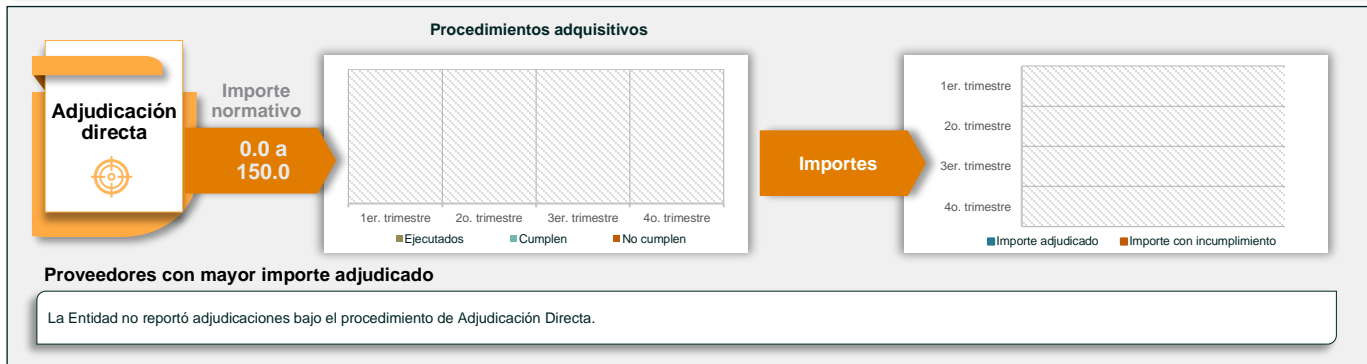 Procedimientos adquisitivos
Adjudicación
directa
Importe
normativo
0.0 a
150.0
1er. trimestre 2o. trimestre 3er. trimestre 4o. trimestre
Ejecutados Cumplen No cumplen
Importes
1er. trimestre
2o. trimestre
3er. trimestre
4o. trimestre
Importe adjudicado Importe con incumplimiento
Proveedores con mayor importe adjudicado
La Entidad no reportó adjudicaciones bajo el procedimiento de Adjudicación Directa.